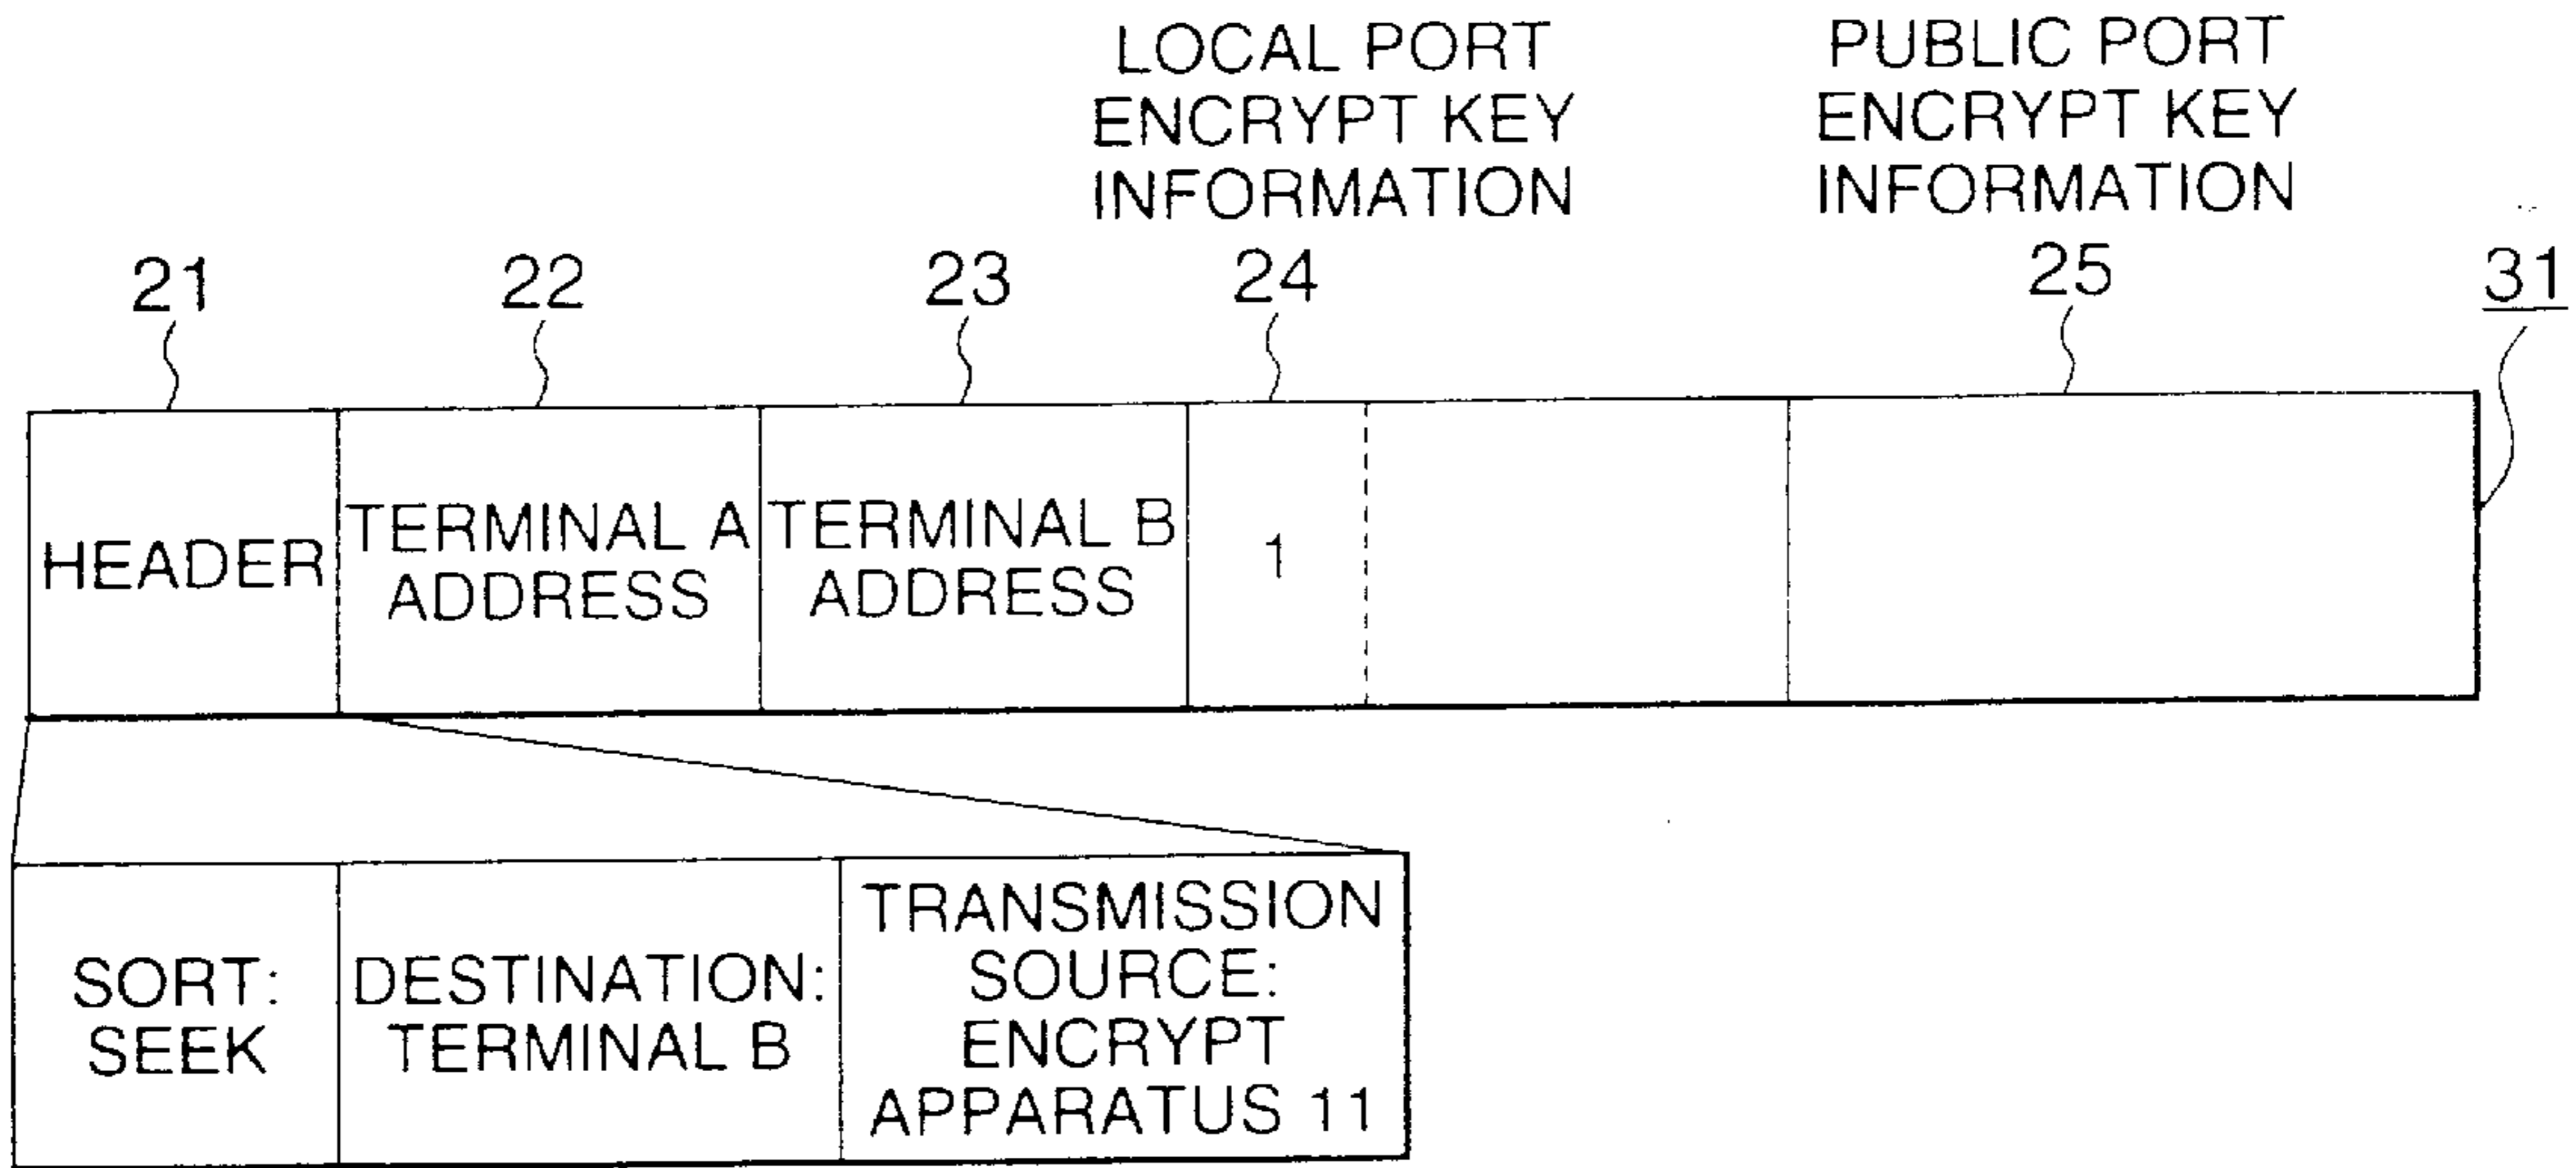 LOCAL PORT
ENCRYPT KEY
INFORMATION
PUBLIC PORT
ENCRYPT KEY
INFORMATION
21
22
23
24
25
31
HEADER
TERMINAL A
ADDRESS
TERMINAL B
ADDRESS
1
SORT:
SEEK
DESTINATION:
TERMINAL B
TRANSMISSION
SOURCE:
ENCRYPT
APPARATUS 11